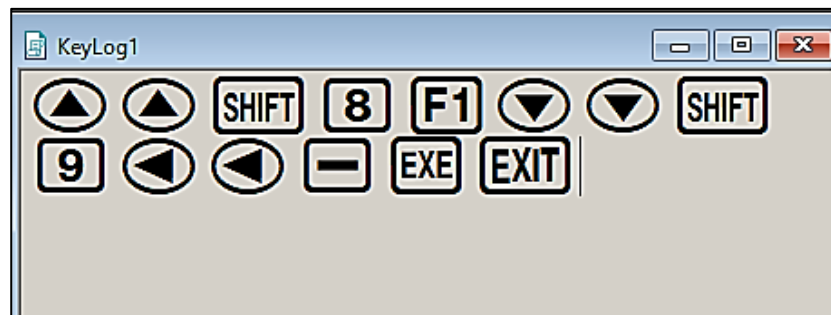 KeyLog1
▲ ▲ SHIFT 8 F1 ▼ ▼ SHIFT
9 ◀ ◀ − EXE EXIT